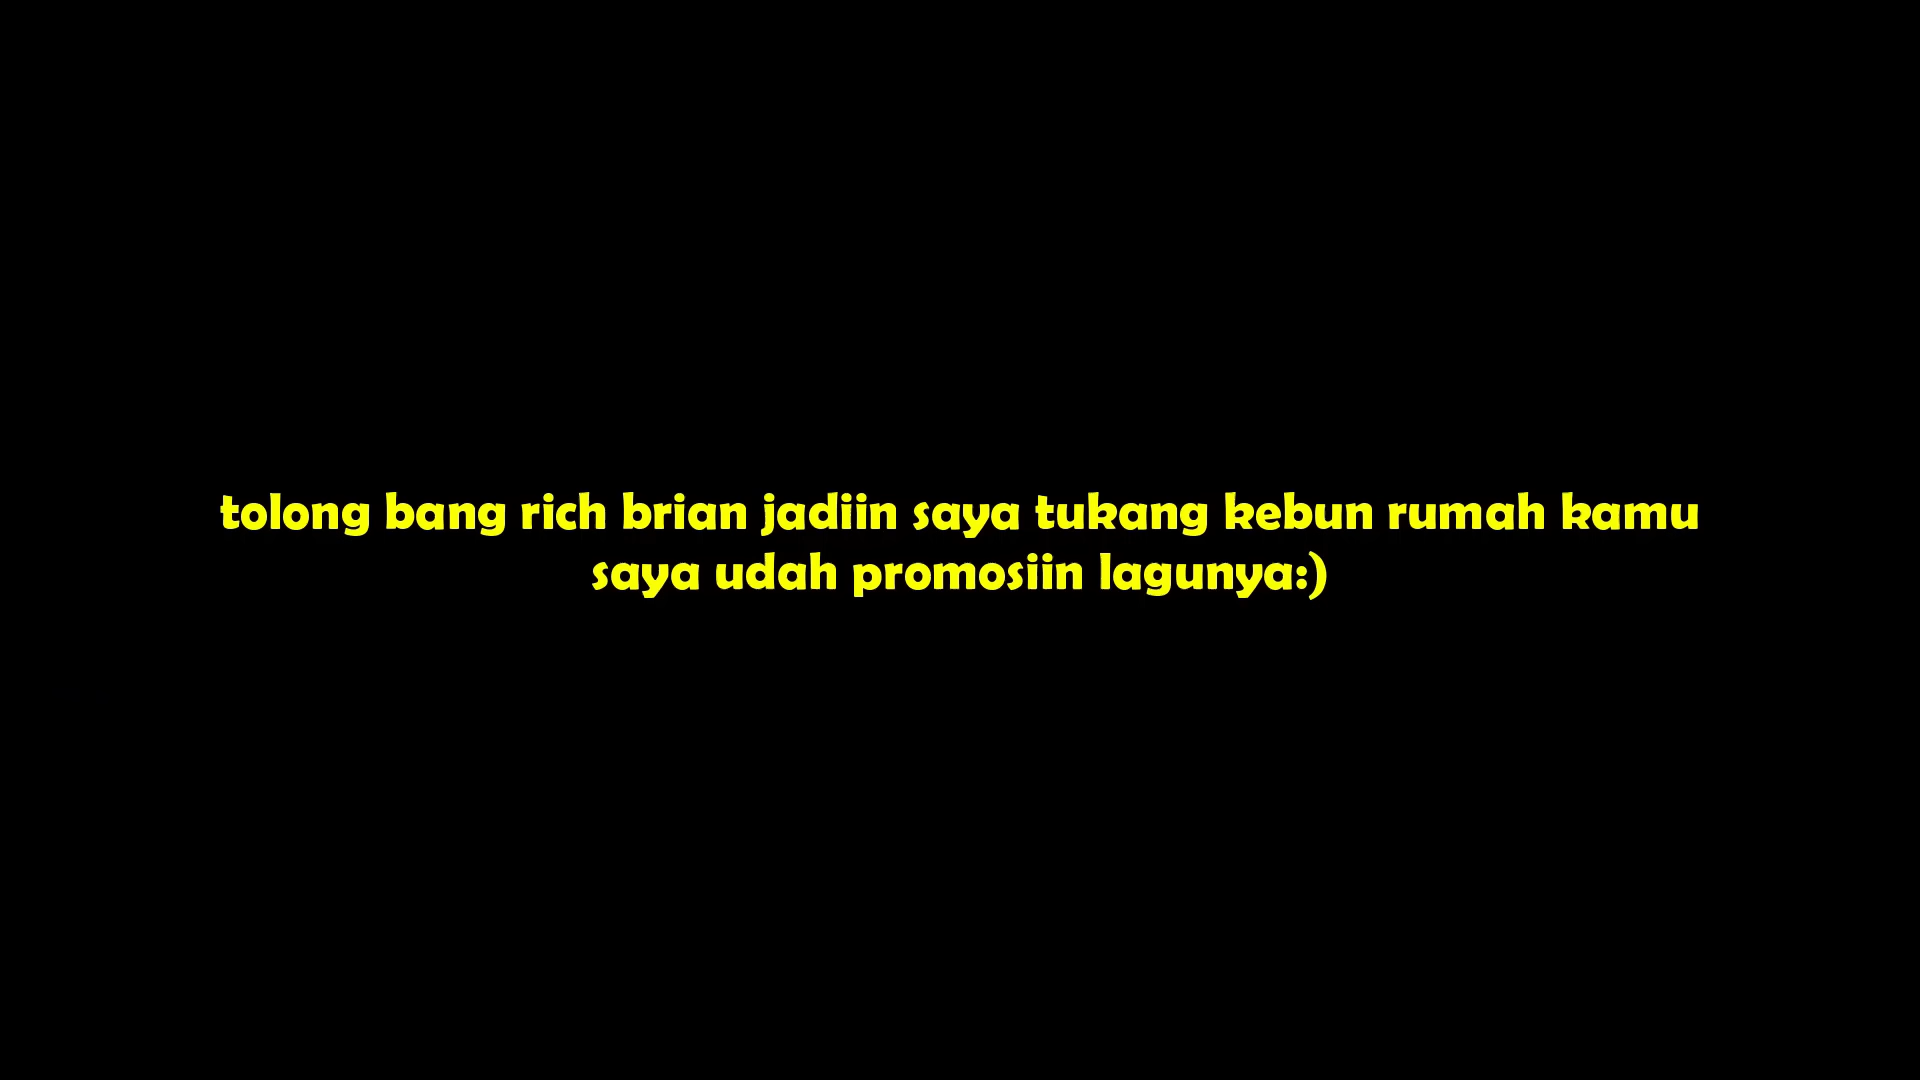 tolong bang rich brian jadiin saya tukang kebun rumah kamu
saya udah promosiin lagunya:)